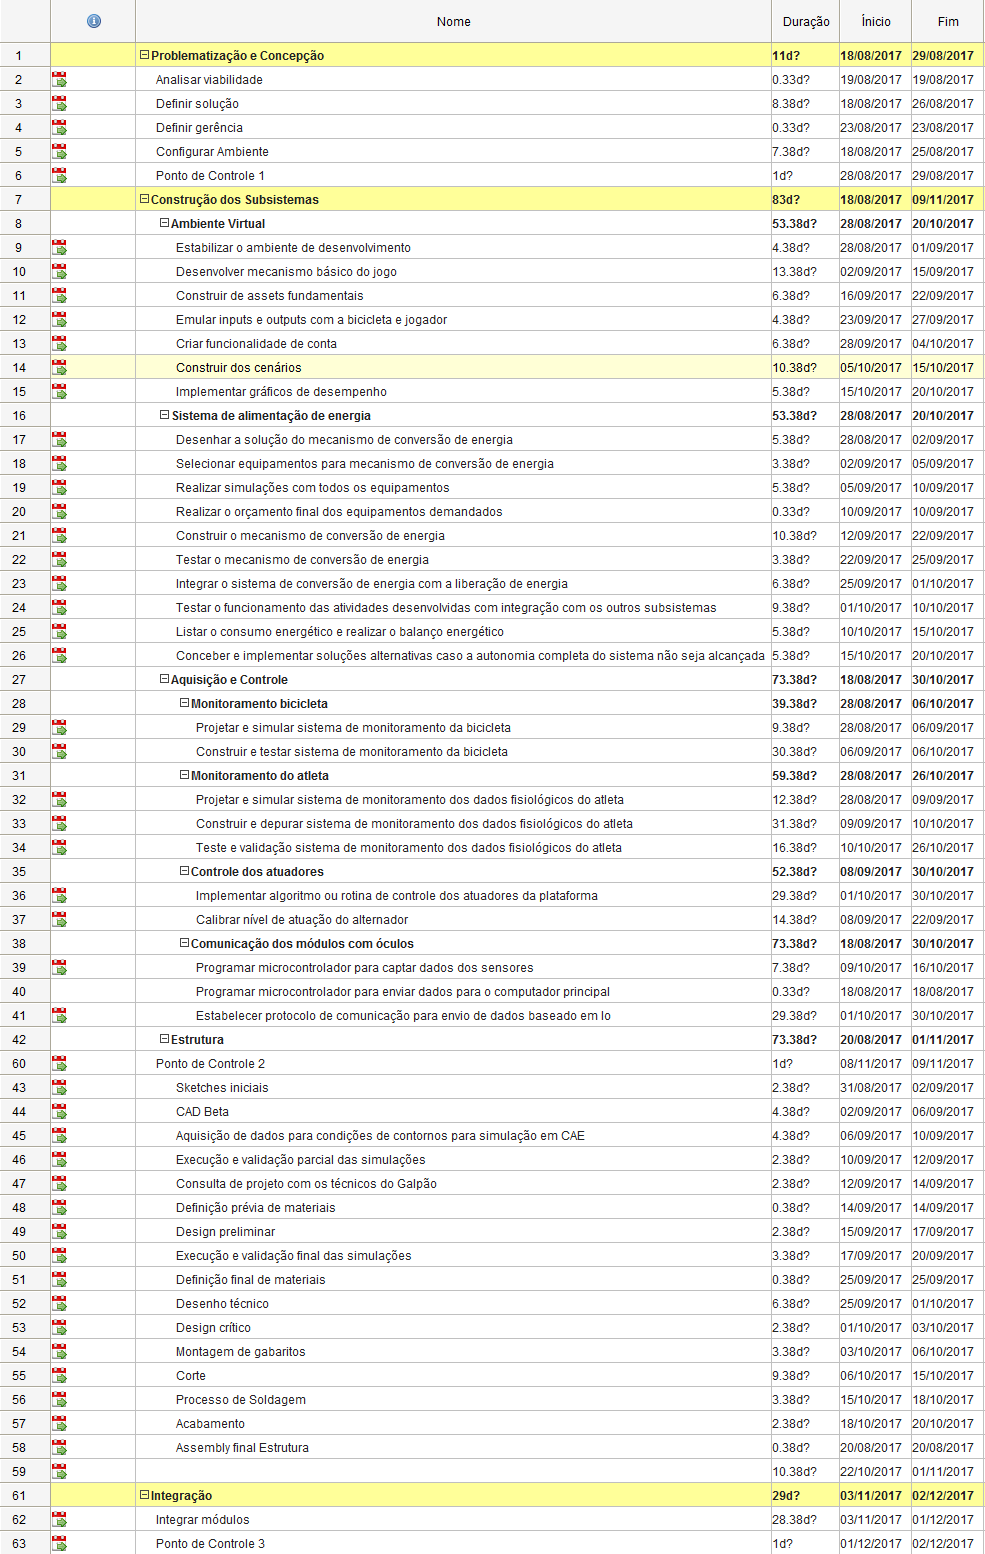 Nome Duração Ínicio Fim
1 Problematização e Concepção 11d? 18/08/2017 29/08/2017
2 Analisar viabilidade 0.33d? 19/08/2017 19/08/2017
3 Definir solução 8.38d? 18/08/2017 26/08/2017
4 Definir gerência 0.33d? 23/08/2017 23/08/2017
5 Configurar Ambiente 7.38d? 18/08/2017 25/08/2017
6 Ponto de Controle 1 1d? 28/08/2017 29/08/2017
7 Construção dos Subsistemas 83d? 18/08/2017 09/11/2017
8 Ambiente Virtual 53.38d? 28/08/2017 20/10/2017
9 Estabilizar o ambiente de desenvolvimento 4.38d? 28/08/2017 01/09/2017
10 Desenvolver mecanismo básico do jogo 13.38d? 02/09/2017 15/09/2017
11 Construir de assets fundamentais 6.38d? 16/09/2017 22/09/2017
12 Emular inputs e outputs com a bicicleta e jogador 4.38d? 23/09/2017 27/09/2017
13 Criar funcionalidade de conta 6.38d? 28/09/2017 04/10/2017
14 Construir dos cenários 10.38d? 05/10/2017 15/10/2017
15 Implementar gráficos de desempenho 5.38d? 15/10/2017 20/10/2017
16 Sistema de alimentação de energia 53.38d? 28/08/2017 20/10/2017
17 Desenhar a solução do mecanismo de conversão de energia 5.38d? 28/08/2017 02/09/2017
18 Selecionar equipamentos para mecanismo de conversão de energia 3.38d? 02/09/2017 05/09/2017
19 Realizar simulações com todos os equipamentos 5.38d? 05/09/2017 10/09/2017
20 Realizar o orçamento final dos equipamentos demandados 0.33d? 10/09/2017 10/09/2017
21 Construir o mecanismo de conversão de energia 10.38d? 12/09/2017 22/09/2017
22 Testar o mecanismo de conversão de energia 3.38d? 22/09/2017 25/09/2017
23 Integrar o sistema de conversão de energia com a liberação de energia 6.38d? 25/09/2017 01/10/2017
24 Testar o funcionamento das atividades desenvolvidas com integração com os outros subsistemas 9.38d? 01/10/2017 10/10/2017
25 Listar o consumo energético e realizar o balanço energético 5.38d? 10/10/2017 15/10/2017
26 Conceber e implementar soluções alternativas caso a autonomia completa do sistema não seja alcançada 5.38d? 15/10/2017 20/10/2017
27 Aquisição e Controle 73.38d? 18/08/2017 30/10/2017
28 Monitoramento bicicleta 39.38d? 28/08/2017 06/10/2017
29 Projetar e simular sistema de monitoramento da bicicleta 9.38d? 28/08/2017 06/09/2017
30 Construir e testar sistema de monitoramento da bicicleta 30.38d? 06/09/2017 06/10/2017
31 Monitoramento do atleta 59.38d? 28/08/2017 26/10/2017
32 Projetar e simular sistema de monitoramento dos dados fisiológicos do atleta 12.38d? 28/08/2017 09/09/2017
33 Construir e depurar sistema de monitoramento dos dados fisiológicos do atleta 31.38d? 09/09/2017 10/10/2017
34 Teste e validação sistema de monitoramento dos dados fisiológicos do atleta 16.38d? 10/10/2017 26/10/2017
35 Controle dos atuadores 52.38d? 08/09/2017 30/10/2017
36 Implementar algoritmo ou rotina de controle dos atuadores da plataforma 29.38d? 01/10/2017 30/10/2017
37 Calibrar nível de atuação do alternador 14.38d? 08/09/2017 22/09/2017
38 Comunicação dos módulos com óculos 73.38d? 18/08/2017 30/10/2017
39 Programar microcontrolador para captar dados dos sensores 7.38d? 09/10/2017 16/10/2017
40 Programar microcontrolador para enviar dados para o computador principal 0.33d? 18/08/2017 18/08/2017
41 Estabelecer protocolo de comunicação para envio de dados baseado em Io 29.38d? 01/10/2017 30/10/2017
42 Estrutura 73.38d? 20/08/2017 01/11/2017
60 Ponto de Controle 2 1d? 08/11/2017 09/11/2017
43 Sketches iniciais 2.38d? 31/08/2017 02/09/2017
44 CAD Beta 4.38d? 02/09/2017 06/09/2017
45 Aquisição de dados para condições de contornos para simulação em CAE 4.38d? 06/09/2017 10/09/2017
46 Execução e validação parcial das simulações 2.38d? 10/09/2017 12/09/2017
47 Consulta de projeto com os técnicos do Galpão 2.38d? 12/09/2017 14/09/2017
48 Definição prévia de materiais 0.38d? 14/09/2017 14/09/2017
49 Design preliminar 2.38d? 15/09/2017 17/09/2017
50 Execução e validação final das simulações 3.38d? 17/09/2017 20/09/2017
51 Definição final de materiais 0.38d? 25/09/2017 25/09/2017
52 Desenho técnico 6.38d? 25/09/2017 01/10/2017
53 Design crítico 2.38d? 01/10/2017 03/10/2017
54 Montagem de gabaritos 3.38d? 03/10/2017 06/10/2017
55 Corte 9.38d? 06/10/2017 15/10/2017
56 Processo de Soldagem 3.38d? 15/10/2017 18/10/2017
57 Acabamento 2.38d? 18/10/2017 20/10/2017
58 Assembly final Estrutura 0.38d? 20/08/2017 20/08/2017
59 10.38d? 22/10/2017 01/11/2017
61 Integração 29d? 03/11/2017 02/12/2017
62 Integrar módulos 28.38d? 03/11/2017 01/12/2017
63 Ponto de Controle 3 1d? 01/12/2017 02/12/2017